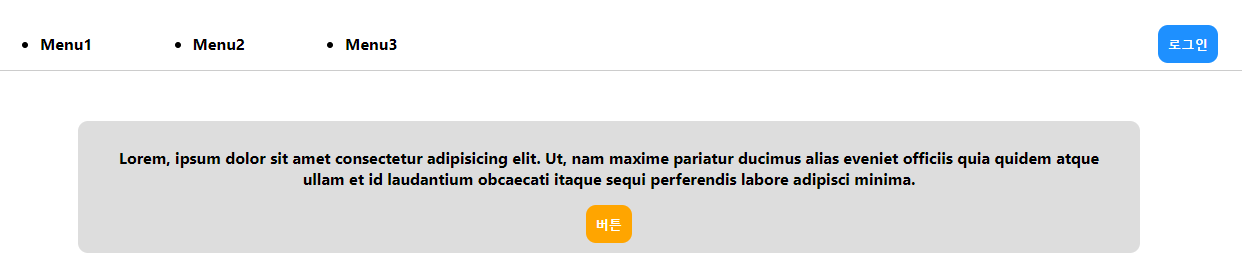 Menu1 Menu2 Menu3 로그인
Lorem, ipsum dolor sit amet consectetur adipisicing elit. Ut, nam maxime pariatur ducimus alias eveniet officiis quia quidem atque
ullam et id laudantium obcaecati itaque sequi perferendis labore adipisci minima.
버튼